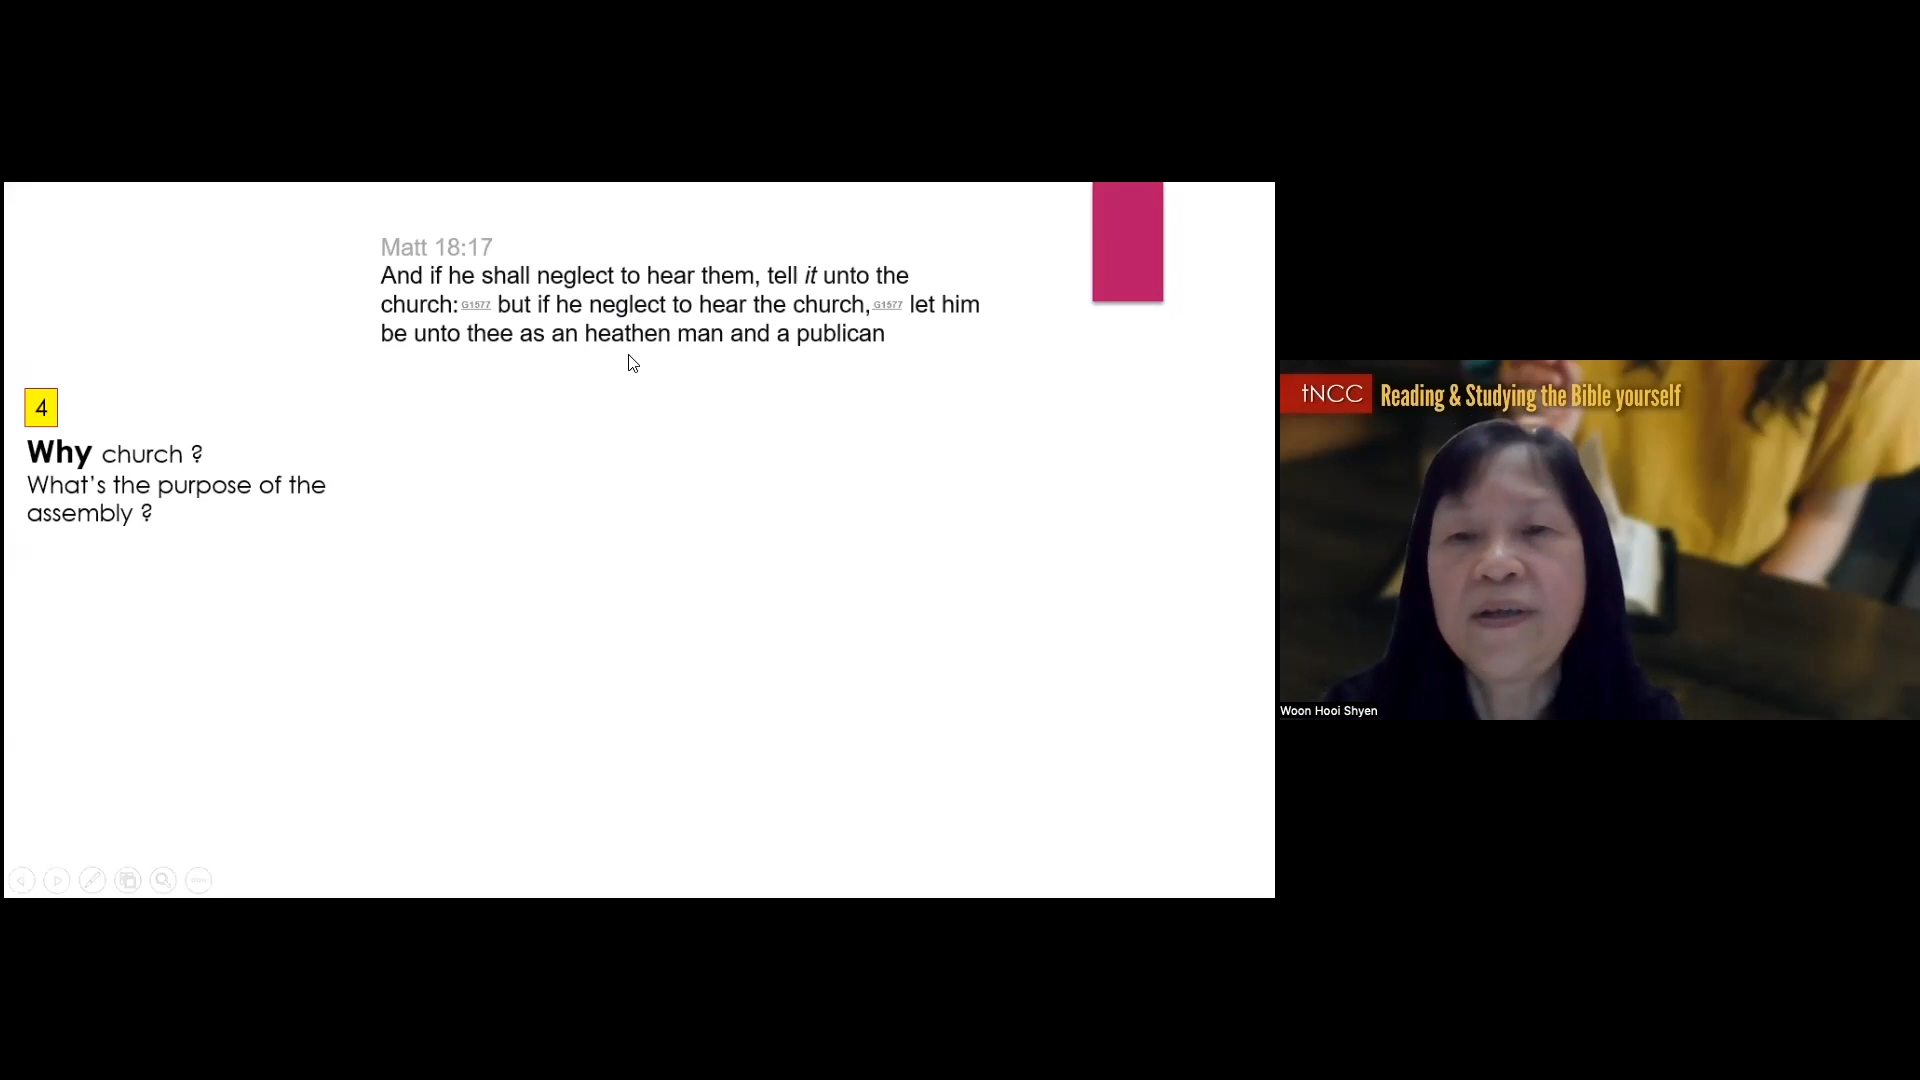 Matt 18:17
And if he shall neglect to hear them, tell it unto the
church:G1577 but if he neglect to hear the church,G1577 let him
be unto thee as an heathen man and a publican
4
Why church ?
What's the purpose of the
assembly ?
tNCC Reading & Studying the Bible yourself
Woon Hooi Shyen